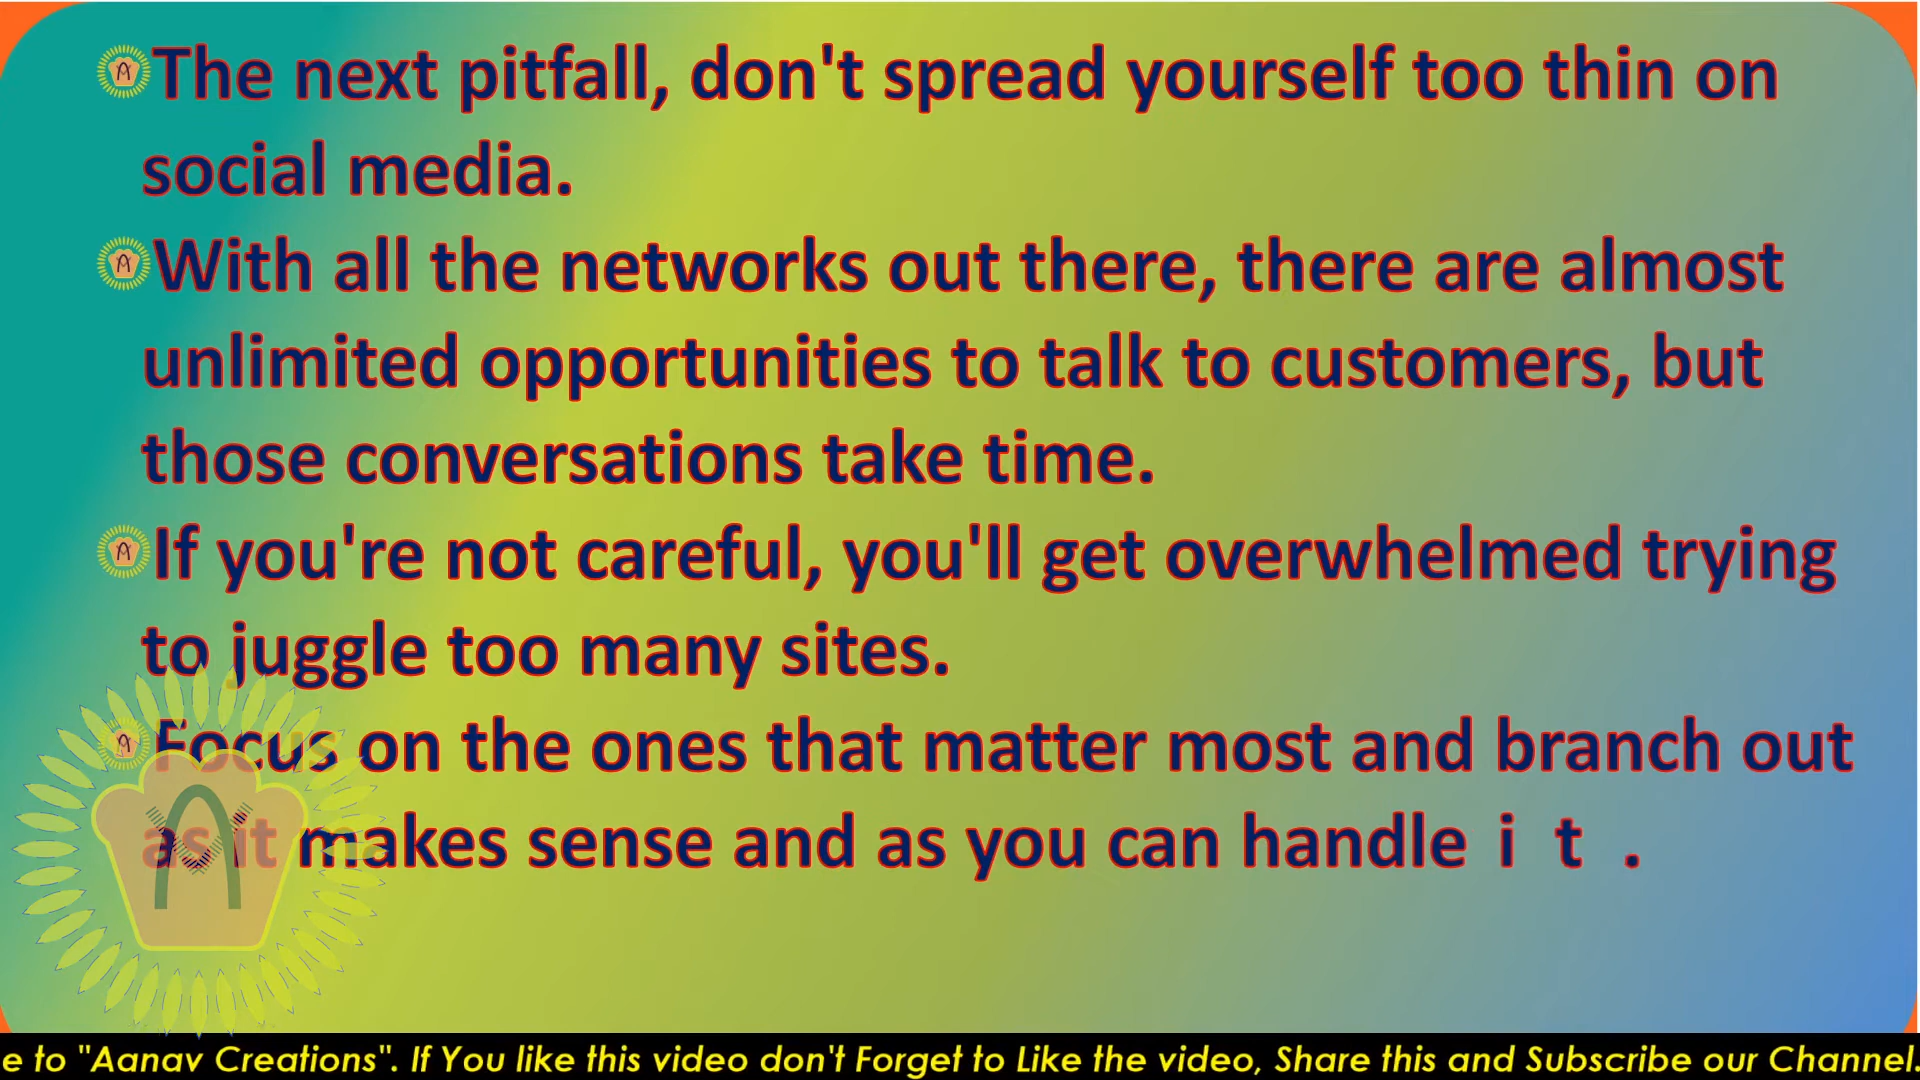 The next pitfall, don't spread yourself too thin on
social media.
With all the networks out there, there are almost
unlimited opportunities to talk to customers, but
those conversations take time.
If you're not careful, you'll get overwhelmed trying
to juggle too many sites.
Focus on the ones that matter most and branch out
as it makes sense and as you can handle i t .
e to "Aanav Creations". If You like this video don't Forget to Like the video, Share this and Subscribe our Channel.